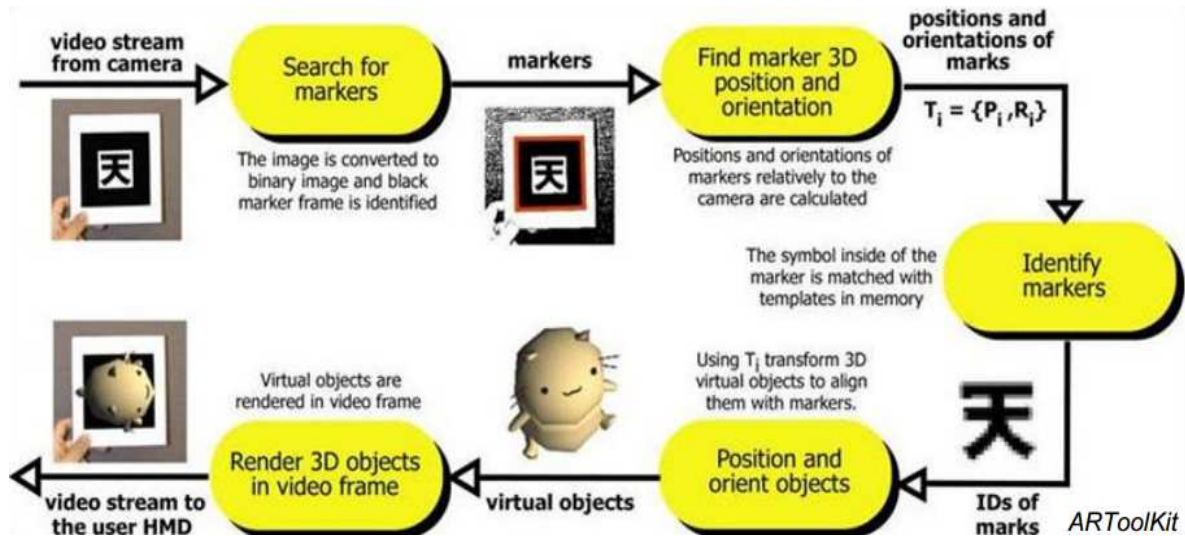 video stream
from camera
Search for
markers
The image is converted to
binary image and black
marker frame is identified
markers
Find marker 3D
position and
orientation
Positions and orientations of
markers relatively to the
camera are calculated
positions and
orientations of
marks
T_i = {P_i,R_i}
天
天
The symbol inside of the
marker is matched with
templates in memory
Identify
markers
天
IDs of
marks
Using T_i transform 3D
virtual objects to align
them with markers.
Position and
orient objects
virtual objects
Virtual objects are
rendered in video frame
Render 3D objects
in video frame
video stream to
the user HMD
ARToolKit